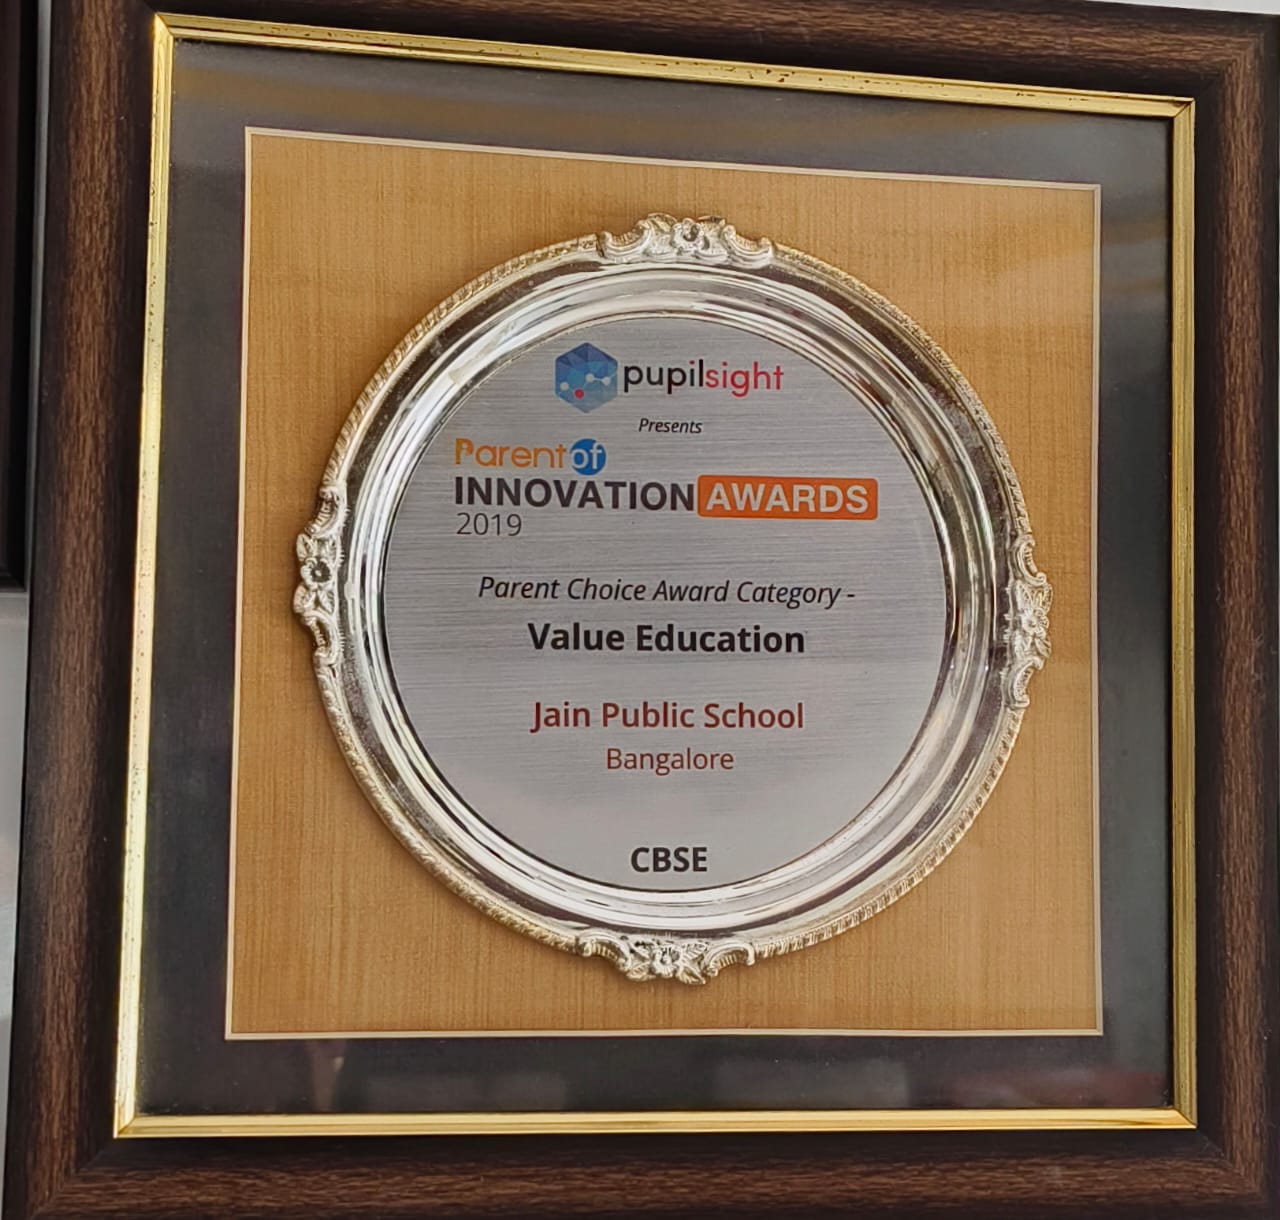 pupilsight
Presents
Parent of
INNOVATION AWARDS
2019
Parent Choice Award Category -
Value Education
Jain Public School
Bangalore
CBSE